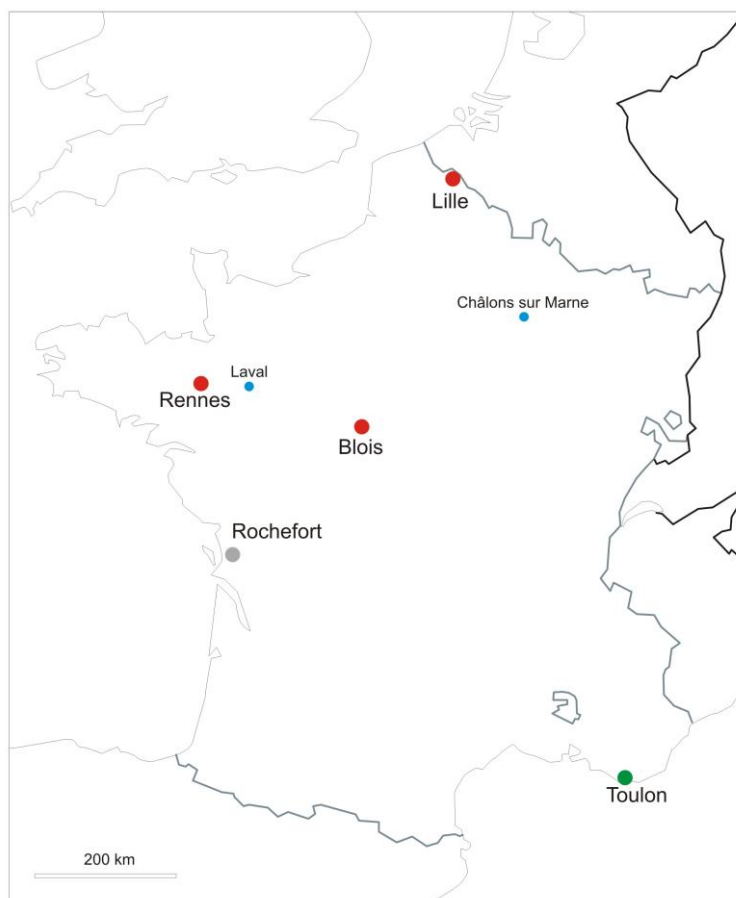 Lille
Châlons sur Marne
Laval
Rennes
Blois
Rochefort
Toulon
200 km